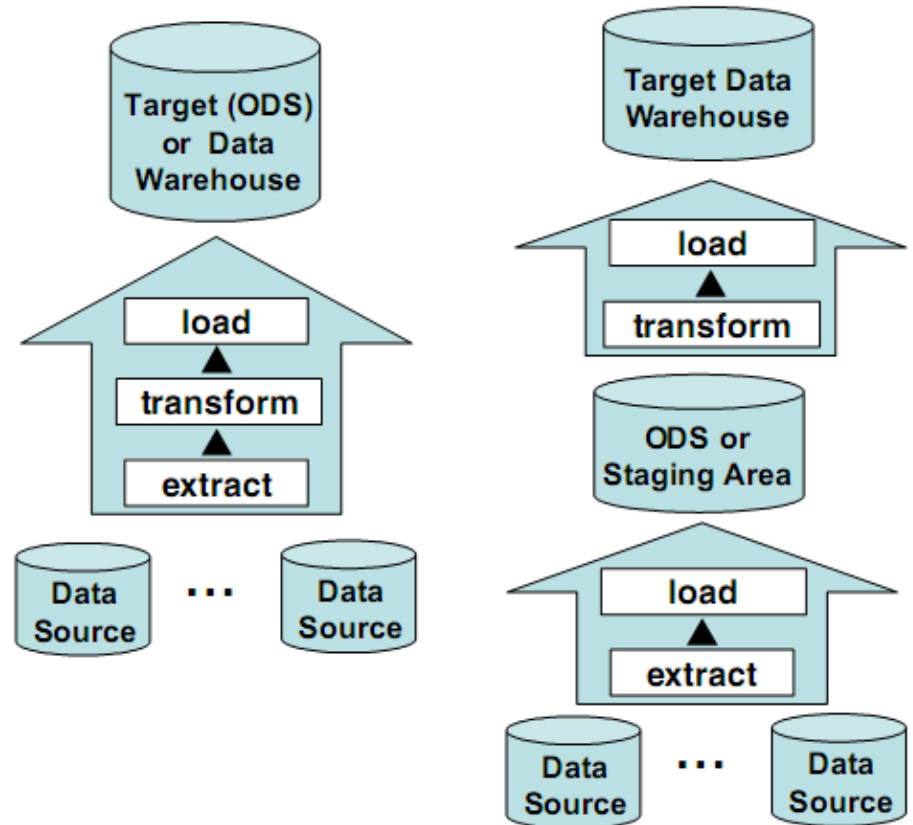 Target (ODS)
or Data
Warehouse
load
transform
extract
Data
Source
...
Data
Source
Target Data
Warehouse
load
transform
ODS or
Staging Area
load
extract
Data
Source
...
Data
Source